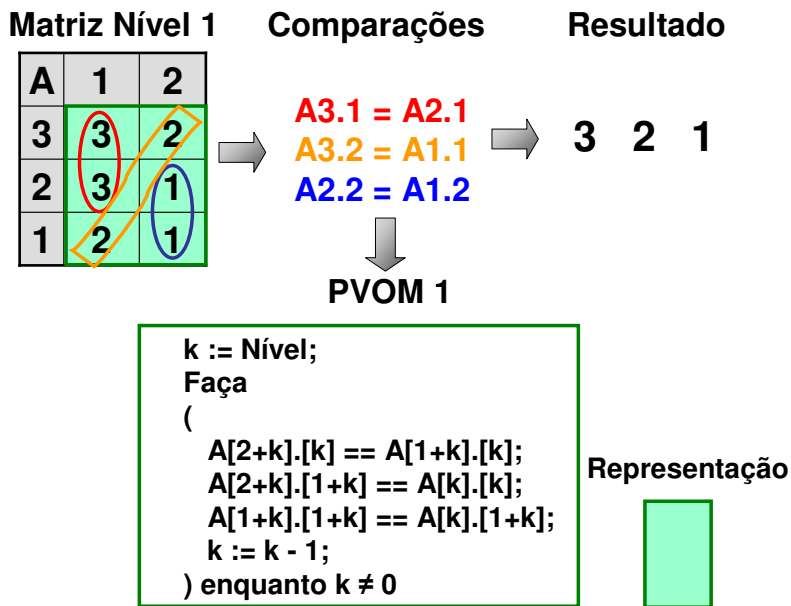 Matriz Nível 1 Comparações Resultado
A 1 2
3 3 2
2 3 1
1 2 1
A3.1 = A2.1
A3.2 = A1.1
A2.2 = A1.2
3 2 1
PVOM 1
k := Nível;
Faça
(
A[2+k].[k] == A[1+k].[k];
A[2+k].[1+k] == A[k].[k];
A[1+k].[1+k] == A[k].[1+k];
k := k - 1;
) enquanto k ≠ 0
Representação